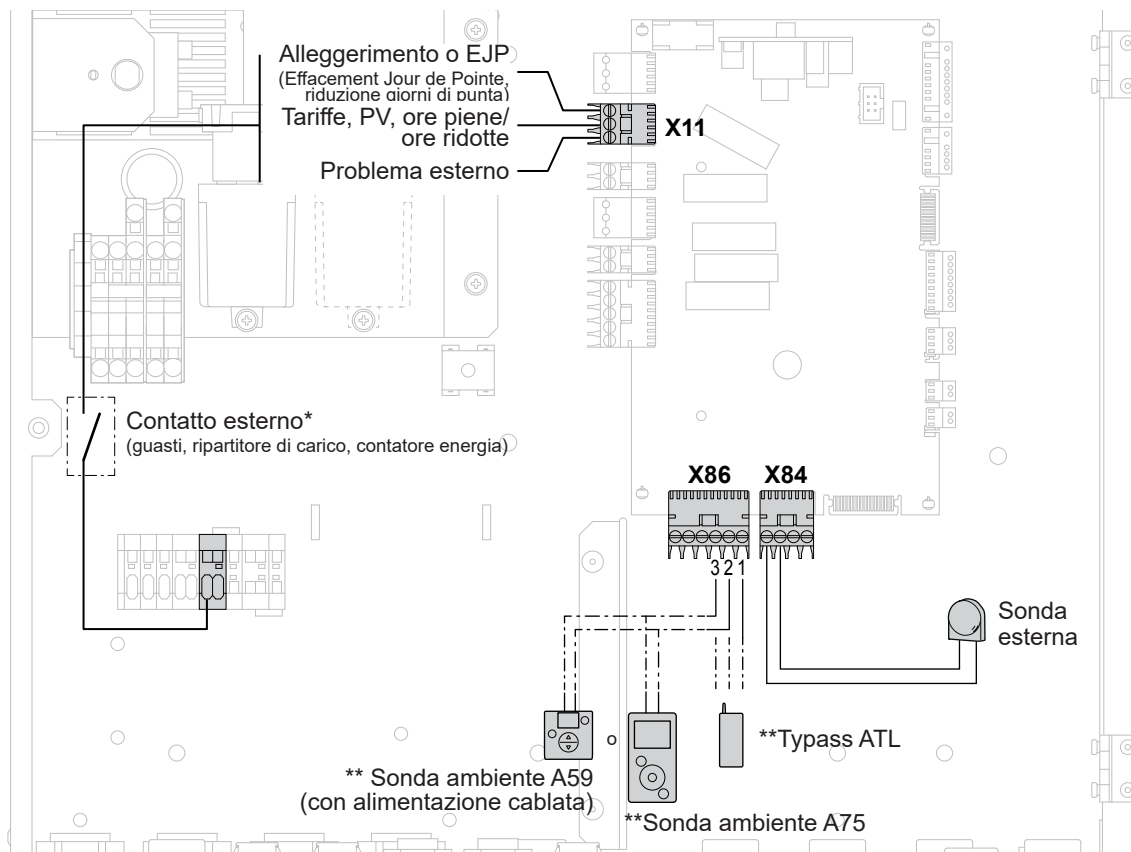 Alleggerimento o EJP
(Effacement Jour de Pointe,
riduzione giorni di punta)
Tariffe, PV, ore piene/
ore ridotte
X11
Problema esterno
Contatto esterno*
(guasti, ripartitore di carico, contatore energia)
X86 X84
3 2 1
Sonda
esterna
o
**Typass ATL
** Sonda ambiente A59
(con alimentazione cablata)
**Sonda ambiente A75